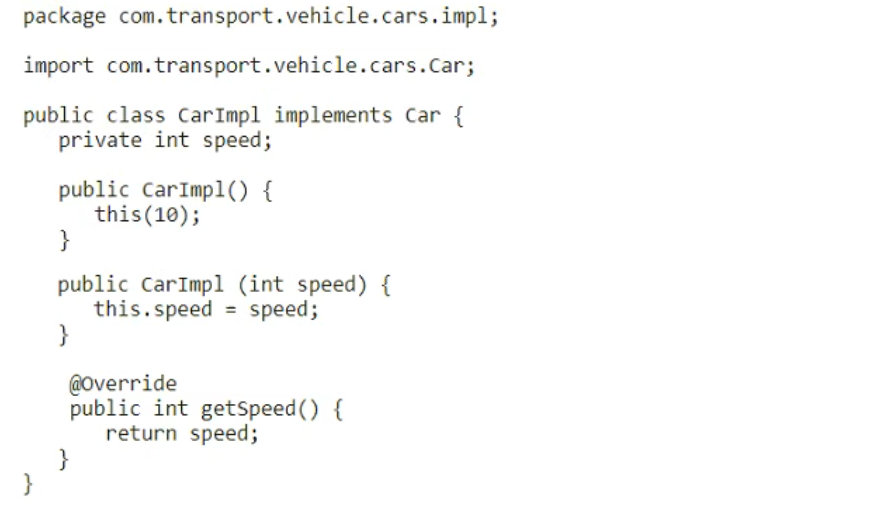 package com.transport.vehicle.cars.impl;
import com.transport.vehicle.cars.Car;
public class CarImpl implements Car {
private int speed;
public CarImpl() {
this(10);
}
public CarImpl (int speed) {
this.speed = speed;
}
@Override
public int getSpeed() {
return speed;
}
}